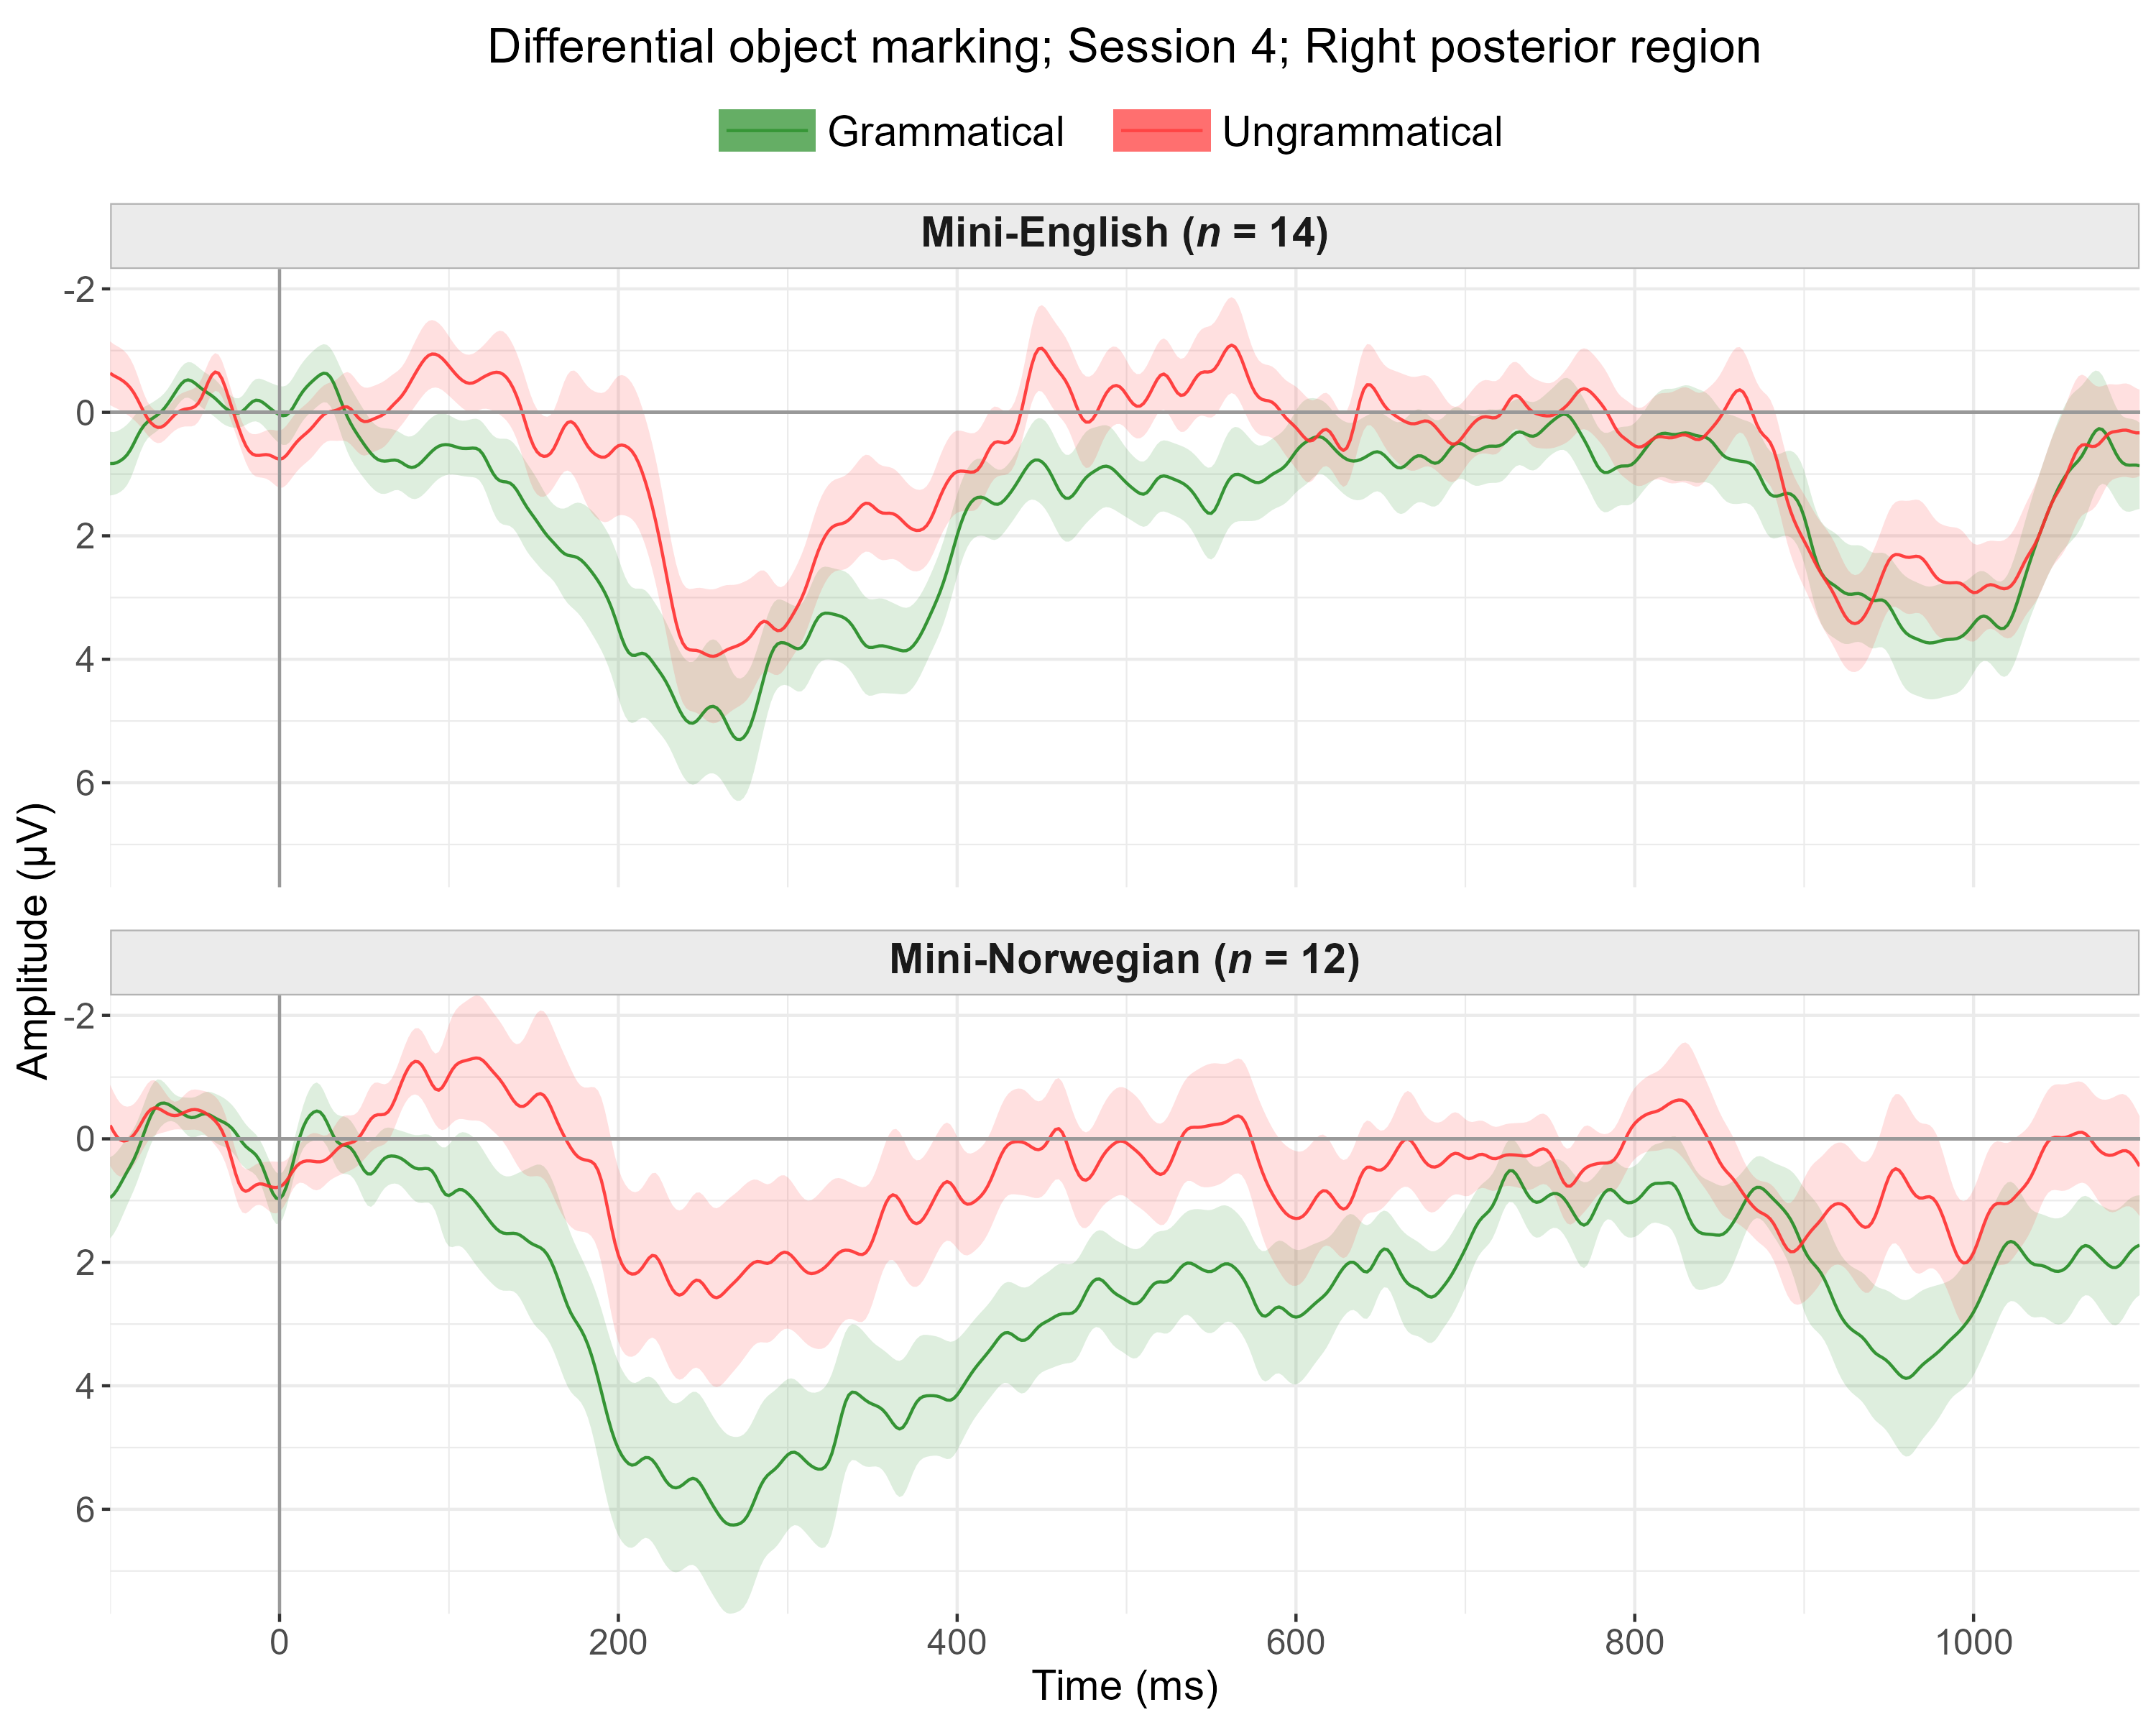 Differential object marking; Session 4; Right posterior region
Grammatical Ungrammatical
Mini-English (n = 14)
-2
0
2
4
6
Amplitude (µV)
Mini-Norwegian (n = 12)
-2
0
2
4
6
0 200 400 600 800 1000
Time (ms)